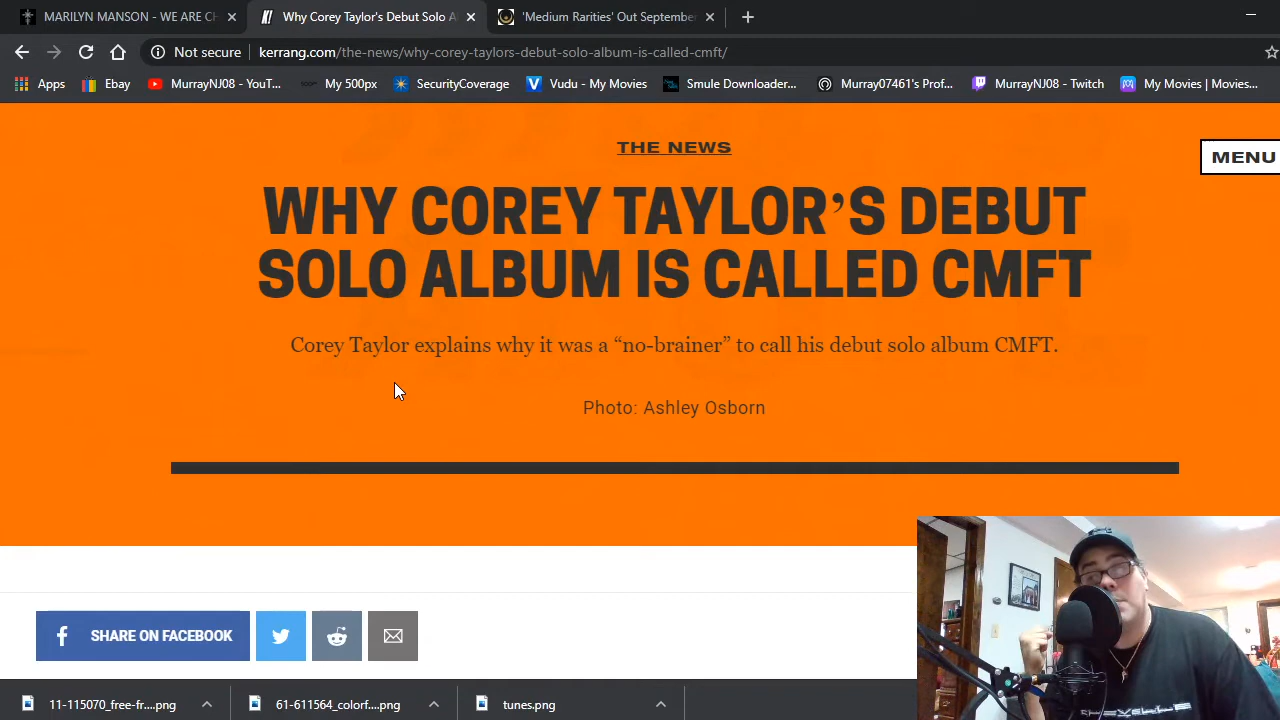 MARILYN MANSON - WE ARE CH
Why Corey Taylor's Debut Solo A
'Medium Rarities' Out September
Not secure
kerrang.com/the-news/why-corey-taylors-debut-solo-album-is-called-cmft/
Apps
Ebay
MurrayNJ08 - YouT...
My 500px
SecurityCoverage
Vudu - My Movies
Smule Downloader...
Murray07461's Prof...
MurrayNJ08 - Twitch
My Movies | Movies...
THE NEWS
MENU
WHY COREY TAYLOR'S DEBUT
SOLO ALBUM IS CALLED CMFT
Corey Taylor explains why it was a “no-brainer” to call his debut solo album CMFT.
Photo: Ashley Osborn
SHARE ON FACEBOOK
11-115070_free-fr....png
61-611564_colorf....png
tunes.png